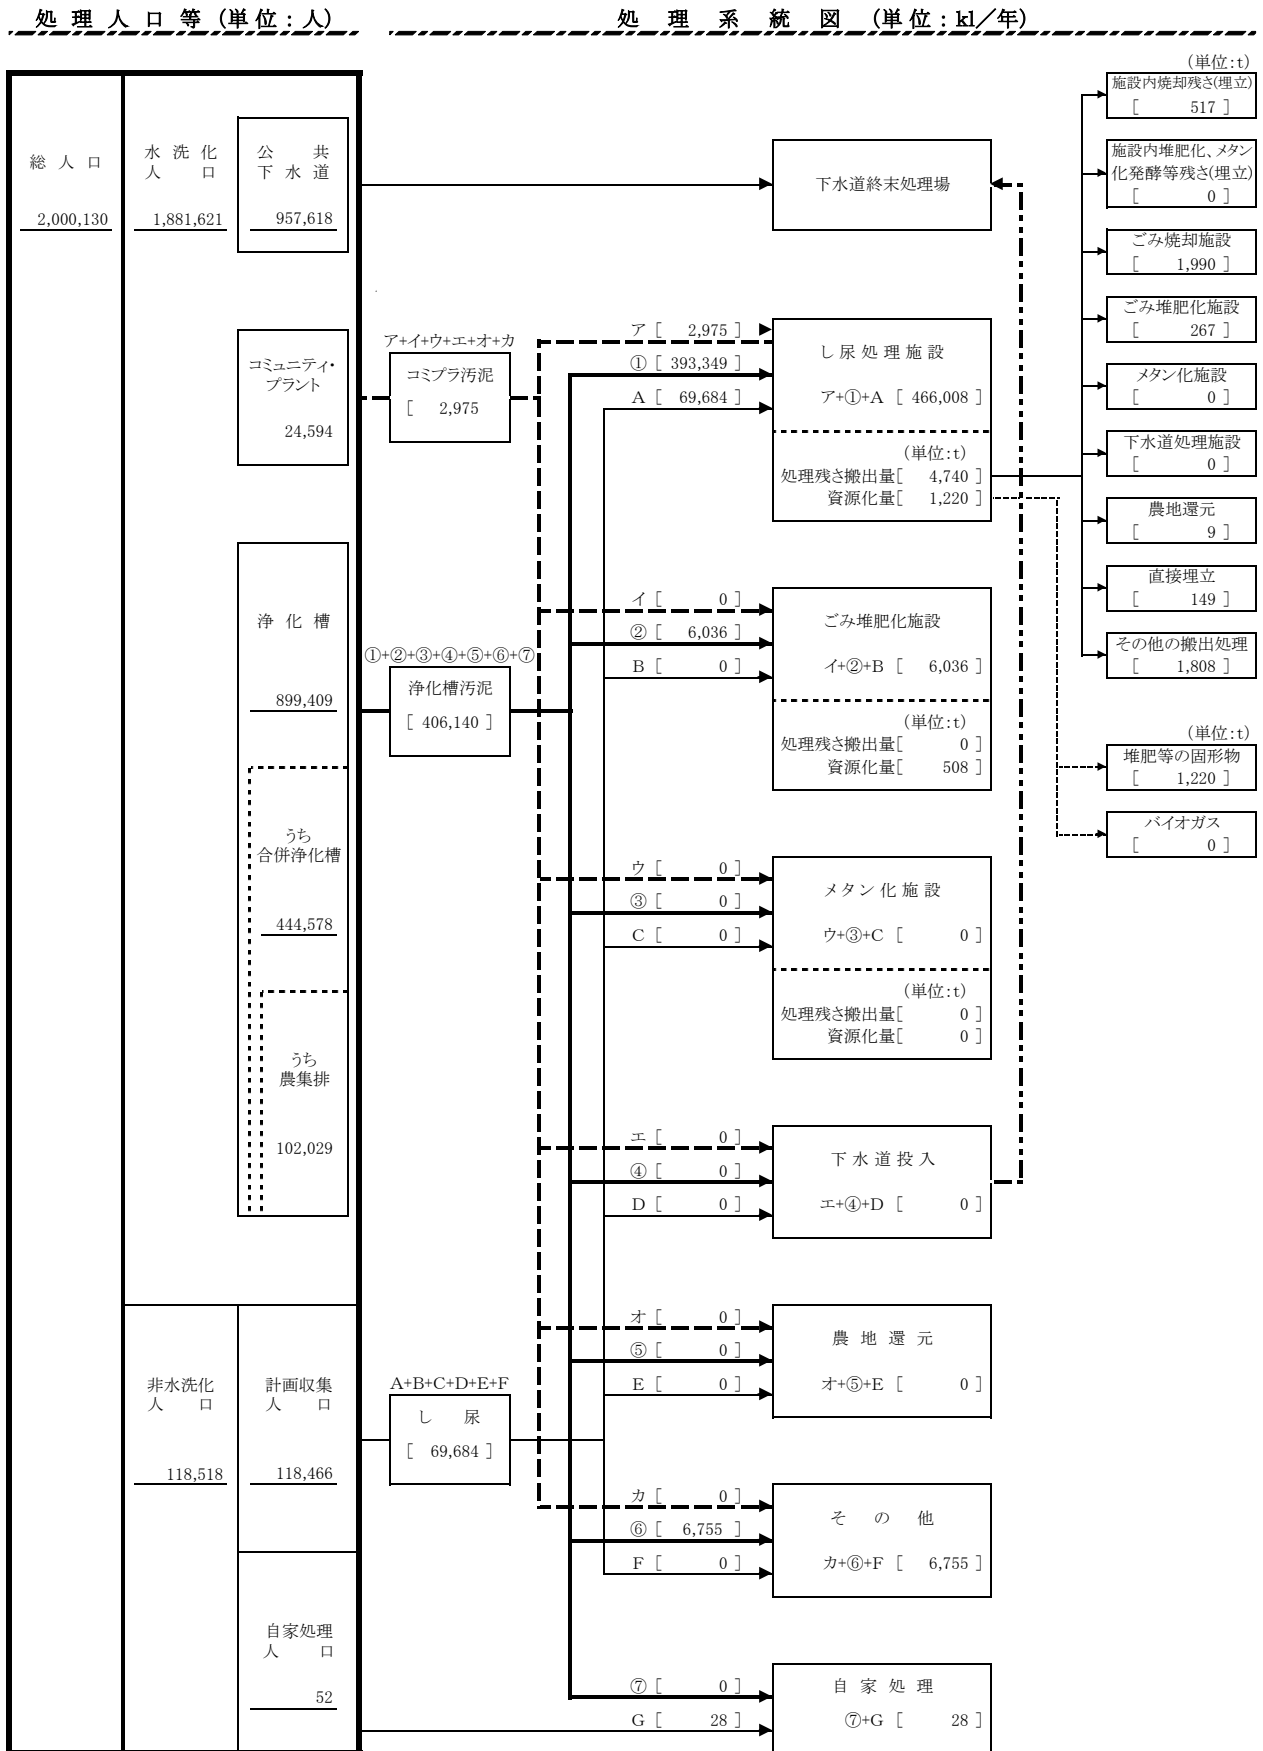 処理人口等(単位:人)
処理系統図(単位:kl／年)
総人口
2,000,130
水洗化
人口
1,881,621
公共
下水道
957,618
コミュニティ・
プラント
24,594
浄化槽
899,409
うち
合併浄化槽
444,578
うち
農集排
102,029
非水洗化
人口
118,518
計画収集
人口
118,466
自家処理
人口
52
ア+イ+ウ+エ+オ+カ
コミプラ汚泥
[ 2,975 ]
①+②+③+④+⑤+⑥+⑦
浄化槽汚泥
[ 406,140 ]
A+B+C+D+E+F
し尿
[ 69,684 ]
下水道終末処理場
ア [ 2,975 ]
① [ 393,349 ]
A [ 69,684 ]
し尿処理施設
ア+①+A [ 466,008 ]
(単位:t)
処理残さ搬出量[ 4,740 ]
資源化量[ 1,220 ]
イ [ 0 ]
② [ 6,036 ]
B [ 0 ]
ごみ堆肥化施設
イ+②+B [ 6,036 ]
(単位:t)
処理残さ搬出量[ 0 ]
資源化量[ 508 ]
ウ [ 0 ]
③ [ 0 ]
C [ 0 ]
メタン化施設
ウ+③+C [ 0 ]
(単位:t)
処理残さ搬出量[ 0 ]
資源化量[ 0 ]
エ [ 0 ]
④ [ 0 ]
D [ 0 ]
下水道投入
エ+④+D [ 0 ]
オ [ 0 ]
⑤ [ 0 ]
E [ 0 ]
農地還元
オ+⑤+E [ 0 ]
カ [ 0 ]
⑥ [ 6,755 ]
F [ 0 ]
その他
カ+⑥+F [ 6,755 ]
⑦ [ 0 ]
G [ 28 ]
自家処理
⑦+G [ 28 ]
(単位:t)
施設内焼却残さ(埋立)
[ 517 ]
施設内堆肥化、メタン
化発酵等残さ(埋立)
[ 0 ]
ごみ焼却施設
[ 1,990 ]
ごみ堆肥化施設
[ 267 ]
メタン化施設
[ 0 ]
下水道処理施設
[ 0 ]
農地還元
[ 9 ]
直接埋立
[ 149 ]
その他の搬出処理
[ 1,808 ]
(単位:t)
堆肥等の固形物
[ 1,220 ]
バイオガス
[ 0 ]